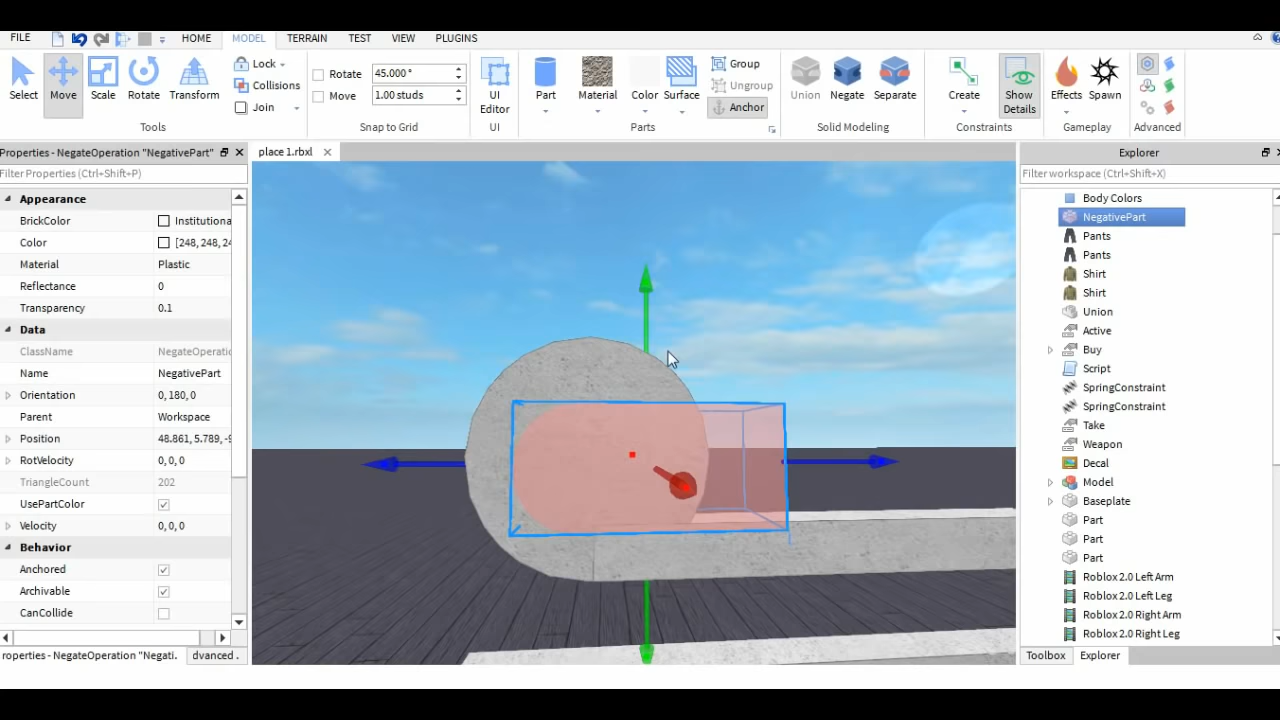 FILE HOME MODEL TERRAIN TEST VIEW PLUGINS
Select Move Scale Rotate Transform
Lock
Collisions
Join
Tools
Rotate 45.000 °
Move 1.00 studs
Snap to Grid
UI
Editor
UI
Part Material Color Surface
Group
Ungroup
Anchor
Parts
Union Negate Separate
Solid Modeling
Create Show
Details
Constraints
Effects Spawn
Gameplay
Advanced
Properties - NegateOperation "NegativePart"
Filter Properties (Ctrl+Shift+P)
Appearance
BrickColor Instituiona
Color [248, 248, 24
Material Plastic
Reflectance 0
Transparency 0.1
Data
ClassName NegateOperatio
Name NegativePart
Orientation 0, 180, 0
Parent Workspace
Position 48.861, 5.789, -9
RotVelocity 0, 0, 0
TriangleCount 202
UsePartColor
Velocity 0, 0, 0
Behavior
Anchored
Archivable
CanCollide
roperties - NegateOperation "Negati. dvanced .
place 1.rbxl
Explorer
Filter workspace (Ctrl+Shift+X)
Body Colors
NegativePart
Pants
Pants
Shirt
Shirt
Union
Active
Buy
Script
SpringConstraint
SpringConstraint
Take
Weapon
Decal
Model
Baseplate
Part
Part
Part
Roblox 2.0 Left Arm
Roblox 2.0 Left Leg
Roblox 2.0 Right Arm
Roblox 2.0 Right Leg
Toolbox Explorer